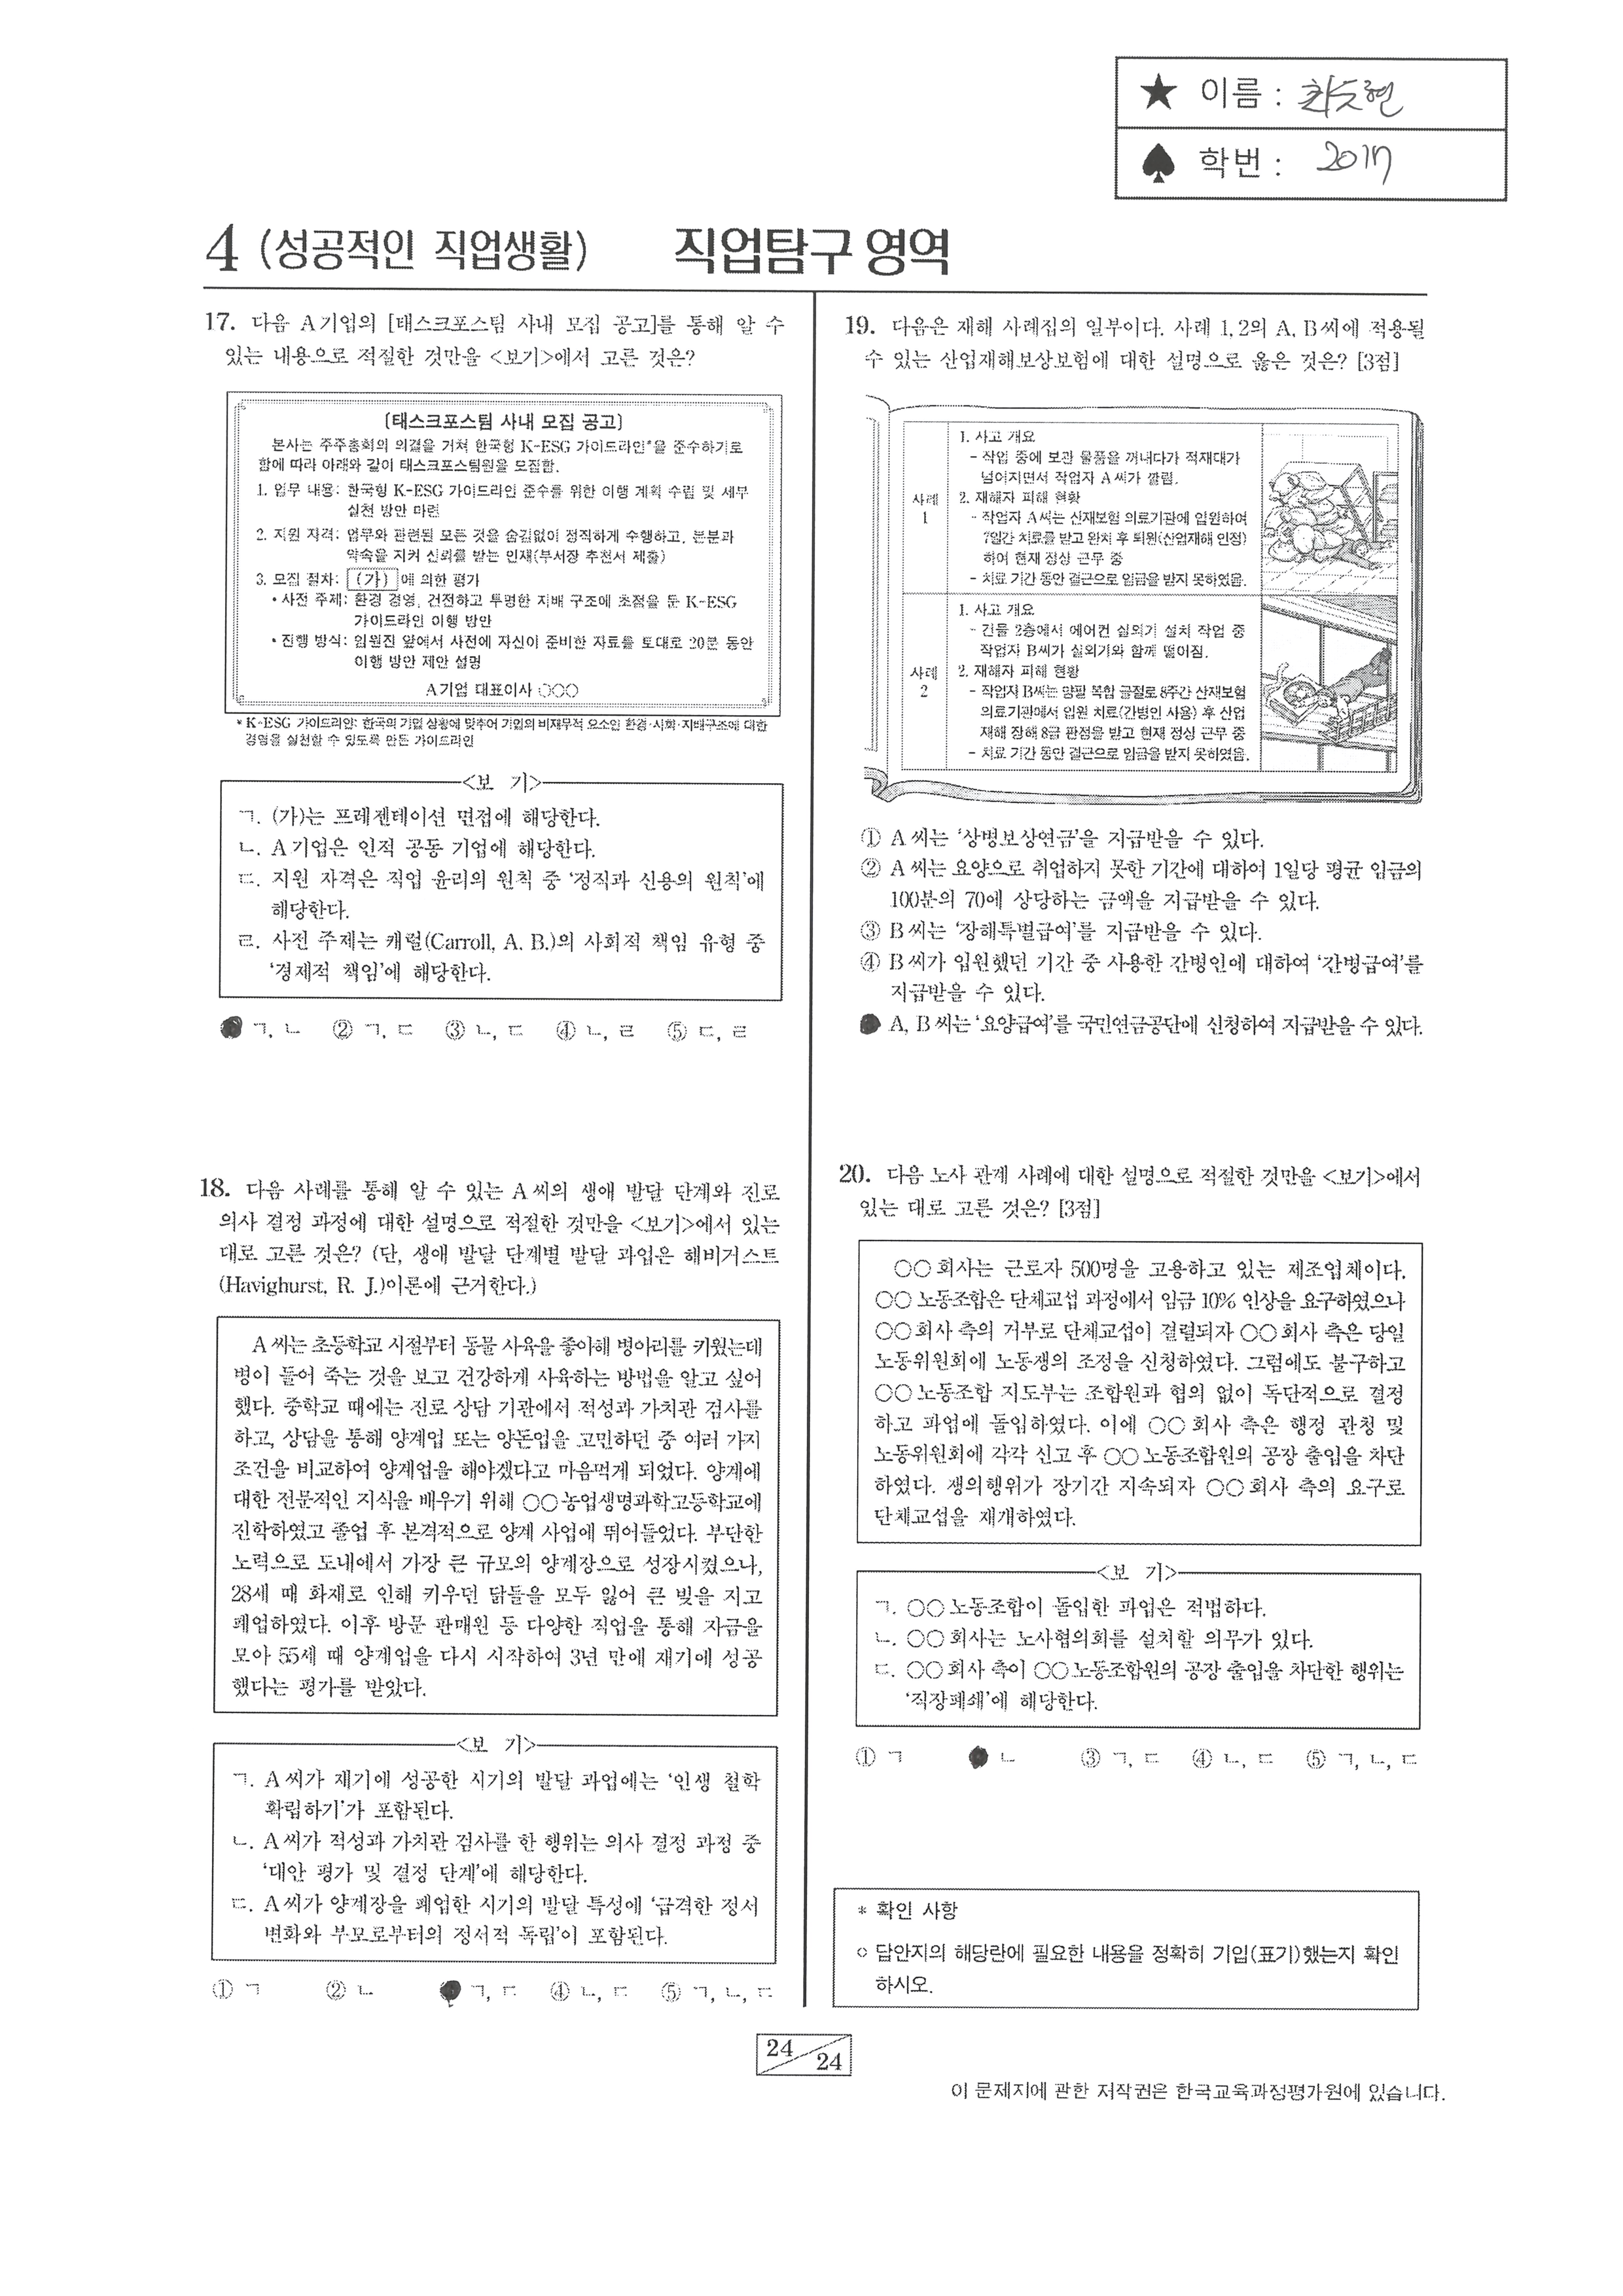 ★ 이름 :
♠ 학번 : 2017
4 (성공적인 직업생활) 직업탐구 영역
17. 다음 A기업의 [태스크포스팀 사내 모집 공고]를 통해 알 수
있는 내용으로 적절한 것만을 <보기>에서 고른 것은?
[태스크포스팀 사내 모집 공고]
본사는 주주총회의 의결을 거쳐 한국형 K-ESG 가이드라인*을 준수하기로
함에 따라 아래와 같이 태스크포스팀원을 모집함.
1. 업무 내용: 한국형 K-ESG 가이드라인 준수를 위한 이행 계획 수립 및 세부
실천 방안 마련
2. 지원 자격: 업무와 관련된 모든 것을 숨김없이 정직하게 수행하고, 본분과
약속을 지켜 신뢰를 받는 인재(부서장 추천서 제출)
3. 모집 절차: (가) 에 의한 평가
• 사전 주제: 환경 경영, 건전하고 투명한 지배 구조에 초점을 둔 K-ESG
가이드라인 이행 방안
• 진행 방식: 임원진 앞에서 사전에 자신이 준비한 자료를 토대로 20분 동안
이행 방안 제안 설명
A기업 대표이사 ○○○
* K-ESG 가이드라인: 한국의 기업 상황에 맞추어 기업의 비재무적 요소인 환경·사회·지배구조에 대한
경영을 실천할 수 있도록 만든 가이드라인
<보 기>
ㄱ. (가)는 프레젠테이션 면접에 해당한다.
ㄴ. A기업은 인적 공동 기업에 해당한다.
ㄷ. 지원 자격은 직업 윤리의 원칙 중 '정직과 신용의 원칙'에
해당한다.
ㄹ. 사전 주제는 캐럴(Carroll, A. B.)의 사회적 책임 유형 중
'경제적 책임'에 해당한다.
ㄱ, ㄴ ② ㄱ, ㄷ ③ ㄴ, ㄷ ④ ㄴ, ㄹ ⑤ ㄷ, ㄹ
18. 다음 사례를 통해 알 수 있는 A씨의 생애 발달 단계와 진로
의사 결정 과정에 대한 설명으로 적절한 것만을 <보기>에서 있는
대로 고른 것은? (단, 생애 발달 단계별 발달 과업은 해비거스트
(Havighurst, R. J.)이론에 근거한다.)
A씨는 초등학교 시절부터 동물 사육을 좋아해 병아리를 키웠는데
병이 들어 죽는 것을 보고 건강하게 사육하는 방법을 알고 싶어
했다. 중학교 때에는 진로 상담 기관에서 적성과 가치관 검사를
하고, 상담을 통해 양계업 또는 양돈업을 고민하던 중 여러 가지
조건을 비교하여 양계업을 해야겠다고 마음먹게 되었다. 양계에
대한 전문적인 지식을 배우기 위해 ○○농업생명과학고등학교에
진학하였고 졸업 후 본격적으로 양계 사업에 뛰어들었다. 부단한
노력으로 도내에서 가장 큰 규모의 양계장으로 성장시켰으나,
28세 때 화재로 인해 키우던 닭들을 모두 잃어 큰 빚을 지고
폐업하였다. 이후 방문 판매원 등 다양한 직업을 통해 자금을
모아 55세 때 양계업을 다시 시작하여 3년 만에 재기에 성공
했다는 평가를 받았다.
<보 기>
ㄱ. A씨가 재기에 성공한 시기의 발달 과업에는 '인생 철학
확립하기'가 포함된다.
ㄴ. A씨가 적성과 가치관 검사를 한 행위는 의사 결정 과정 중
'대안 평가 및 결정 단계'에 해당한다.
ㄷ. A씨가 양계장을 폐업한 시기의 발달 특성에 '급격한 정서
변화와 부모로부터의 정서적 독립'이 포함된다.
① ㄱ ② ㄴ ㄱ, ㄷ ④ ㄴ, ㄷ ⑤ ㄱ, ㄴ, ㄷ
19. 다음은 재해 사례집의 일부이다. 사례 1, 2의 A, B씨에 적용될
수 있는 산업재해보상보험에 대한 설명으로 옳은 것은? [3점]
사례
1
1. 사고 개요
- 작업 중에 보관 물품을 꺼내다가 적재대가
넘어지면서 작업자 A씨가 깔림.
2. 재해자 피해 현황
- 작업자 A씨는 산재보험 의료기관에 입원하여
7일간 치료를 받고 완치 후 퇴원(산업재해 인정)
하여 현재 정상 근무 중
- 치료 기간 동안 결근으로 임금을 받지 못하였음.
사례
2
1. 사고 개요
- 건물 2층에서 에어컨 실외기 설치 작업 중
작업자 B씨가 실외기와 함께 떨어짐.
2. 재해자 피해 현황
- 작업자 B씨는 양팔 복합 골절로 8주간 산재보험
의료기관에서 입원 치료(간병인 사용) 후 산업
재해 장해 8급 판정을 받고 현재 정상 근무 중
- 치료 기간 동안 결근으로 임금을 받지 못하였음.
① A씨는 '상병보상연금'을 지급받을 수 있다.
② A씨는 요양으로 취업하지 못한 기간에 대하여 1일당 평균 임금의
100분의 70에 상당하는 금액을 지급받을 수 있다.
③ B씨는 '장해특별급여'를 지급받을 수 있다.
④ B씨가 입원했던 기간 중 사용한 간병인에 대하여 '간병급여'를
지급받을 수 있다.
A, B씨는 '요양급여'를 국민연금공단에 신청하여 지급받을 수 있다.
20. 다음 노사 관계 사례에 대한 설명으로 적절한 것만을 <보기>에서
있는 대로 고른 것은? [3점]
○○회사는 근로자 500명을 고용하고 있는 제조업체이다.
○○노동조합은 단체교섭 과정에서 임금 10% 인상을 요구하였으나
○○회사 측의 거부로 단체교섭이 결렬되자 ○○회사 측은 당일
노동위원회에 노동쟁의 조정을 신청하였다. 그럼에도 불구하고
○○노동조합 지도부는 조합원과 협의 없이 독단적으로 결정
하고 파업에 돌입하였다. 이에 ○○회사 측은 행정 관청 및
노동위원회에 각각 신고 후 ○○노동조합원의 공장 출입을 차단
하였다. 쟁의행위가 장기간 지속되자 ○○회사 측의 요구로
단체교섭을 재개하였다.
<보 기>
ㄱ. ○○노동조합이 돌입한 파업은 적법하다.
ㄴ. ○○회사는 노사협의회를 설치할 의무가 있다.
ㄷ. ○○회사 측이 ○○노동조합원의 공장 출입을 차단한 행위는
'직장폐쇄'에 해당한다.
① ㄱ ㄴ ③ ㄱ, ㄷ ④ ㄴ, ㄷ ⑤ ㄱ, ㄴ, ㄷ
* 확인 사항
○ 답안지의 해당란에 필요한 내용을 정확히 기입(표기)했는지 확인
하시오.
24 24
이 문제지에 관한 저작권은 한국교육과정평가원에 있습니다.